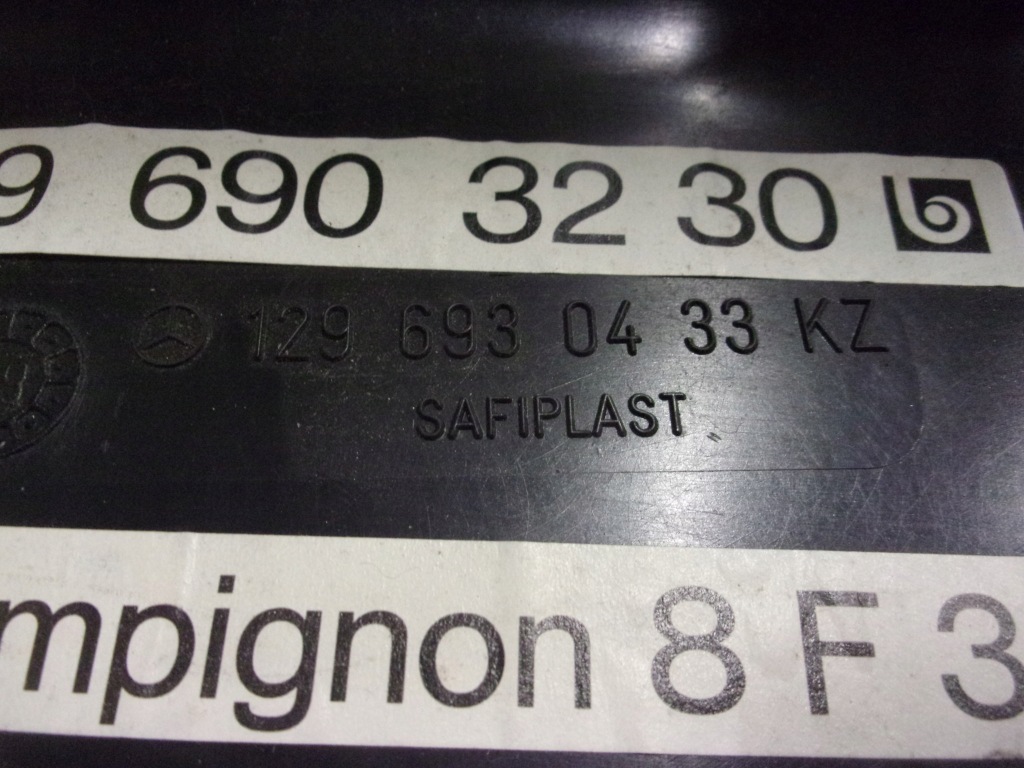 9 690 32 30
129 693 04 33 KZ
SAFIPLAST
mpignon 8 F 3